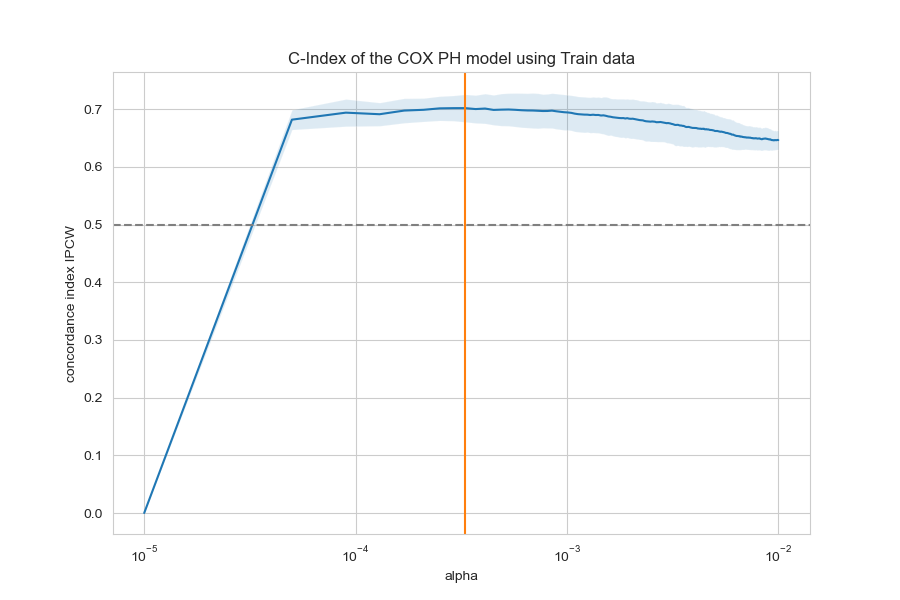 C-Index of the COX PH model using Train data
concordance index IPCW
0.7
0.6
0.5
0.4
0.3
0.2
0.1
0.0
10⁻⁵ 10⁻⁴ 10⁻³ 10⁻²
alpha